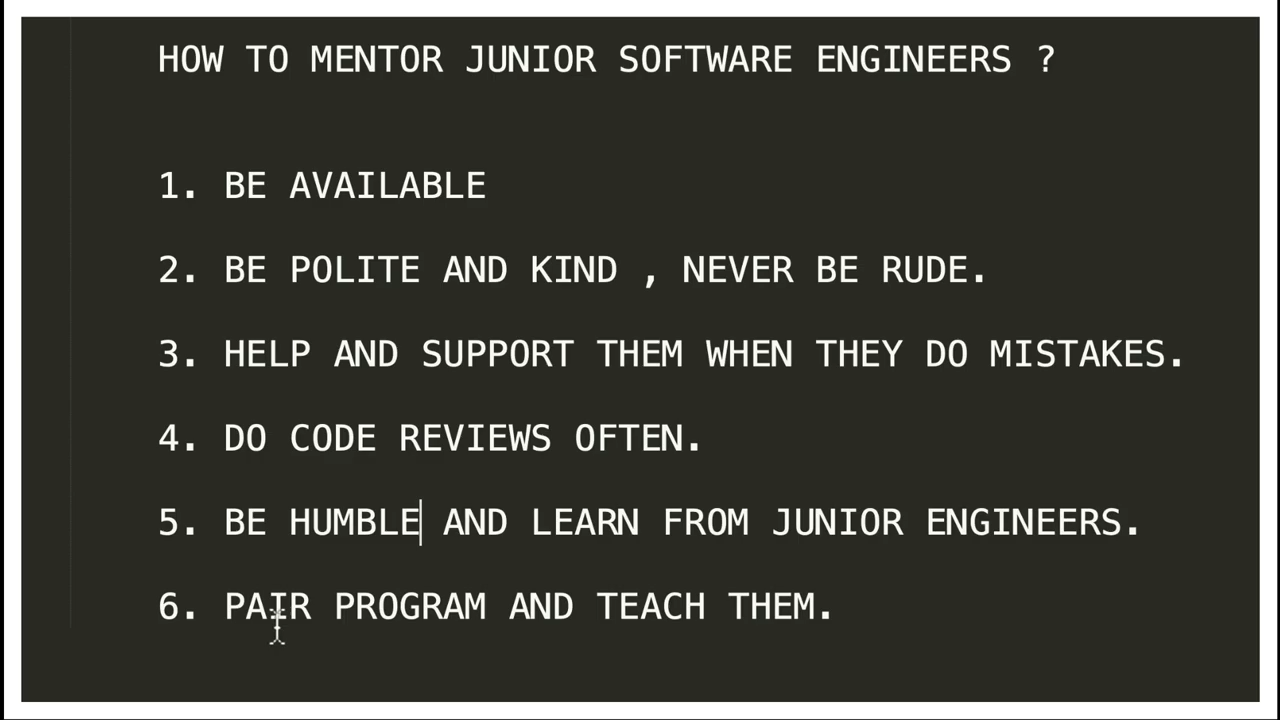 HOW TO MENTOR JUNIOR SOFTWARE ENGINEERS ?
1. BE AVAILABLE
2. BE POLITE AND KIND , NEVER BE RUDE.
3. HELP AND SUPPORT THEM WHEN THEY DO MISTAKES.
4. DO CODE REVIEWS OFTEN.
5. BE HUMBLE AND LEARN FROM JUNIOR ENGINEERS.
6. PAIR PROGRAM AND TEACH THEM.